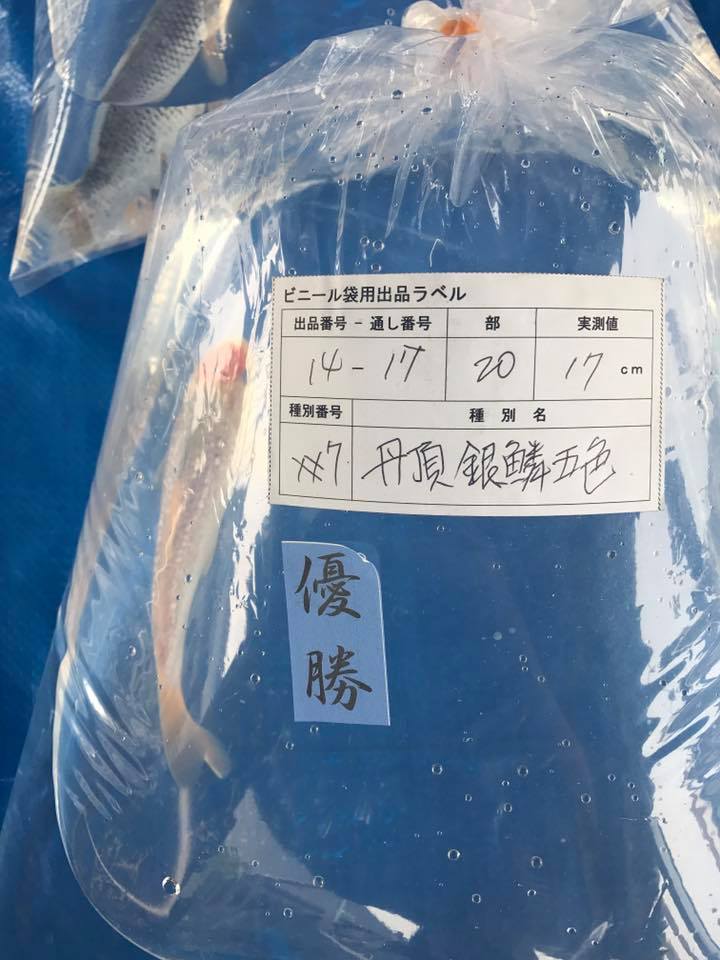 ビニール袋用出品ラベル
出品番号 - 通し番号 部 実測値
14 - 17 20 17 cm
種別番号 種別名
××7 丹頂銀鱗五色
優
勝